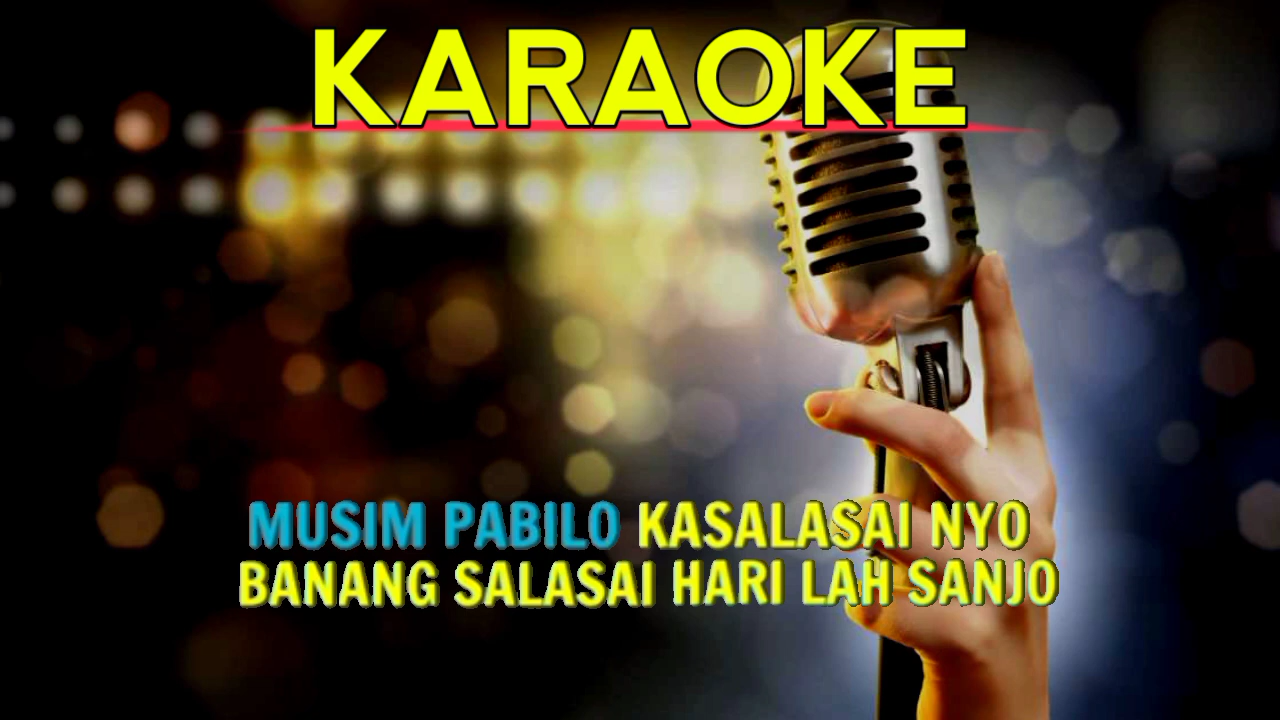 KARAOKE
MUSIM PABILO KASALASAI NYO
BANANG SALASAI HARI LAH SANJO